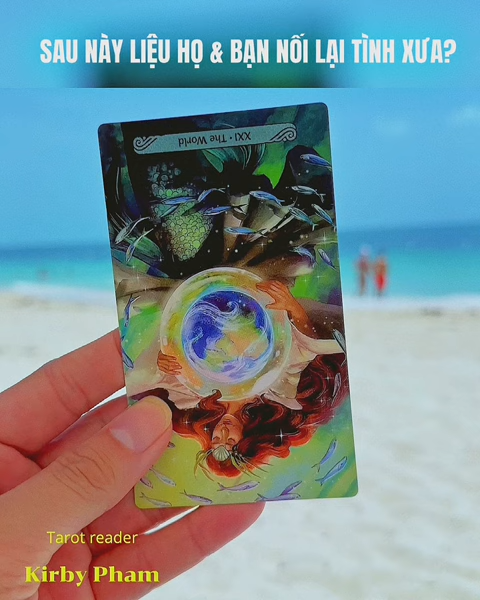 SAU NÀY LIỆU HỌ & BẠN NỐI LẠI TÌNH XƯA?
XXI • The World
Tarot reader
Kirby Pham